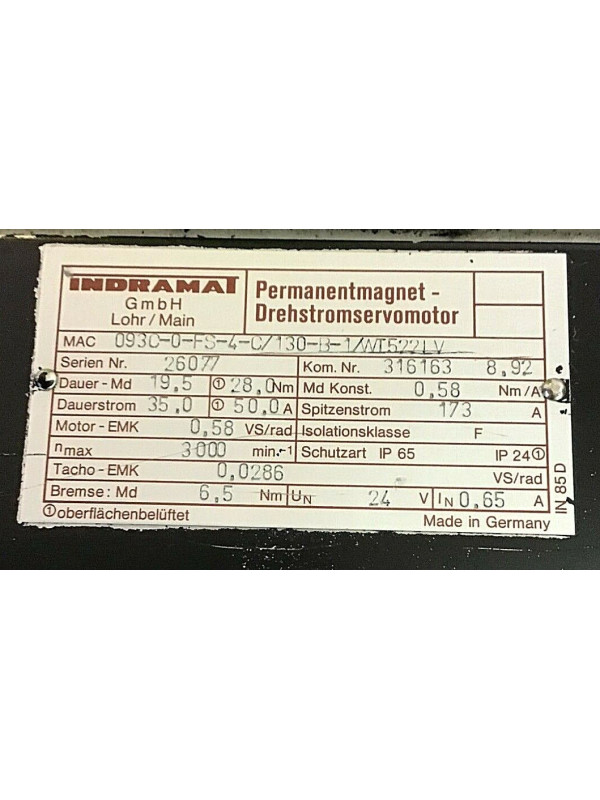 INDRAMAT
GmbH
Lohr/Main
Permanentmagnet-
Drehstromservomotor
MAC 093C-0-FS-4-C/130-B-1/WI522LV
Serien Nr. 26077 Kom. Nr. 316163 8,92
Dauer-Md 19,5 ① 28,0 Nm Md Konst. 0,58 Nm/A
Dauerstrom 35,0 ① 50,0 A Spitzenstrom 173 A
Motor-EMK 0,58 VS/rad Isolationsklasse F
nmax 3000 min.-1 Schutzart IP 65 IP 24①
Tacho-EMK 0,0286 VS/rad
Bremse: Md 6,5 Nm UN 24 V IN 0,65 A
①oberflächenbelüftet Made in Germany
IN 85 D